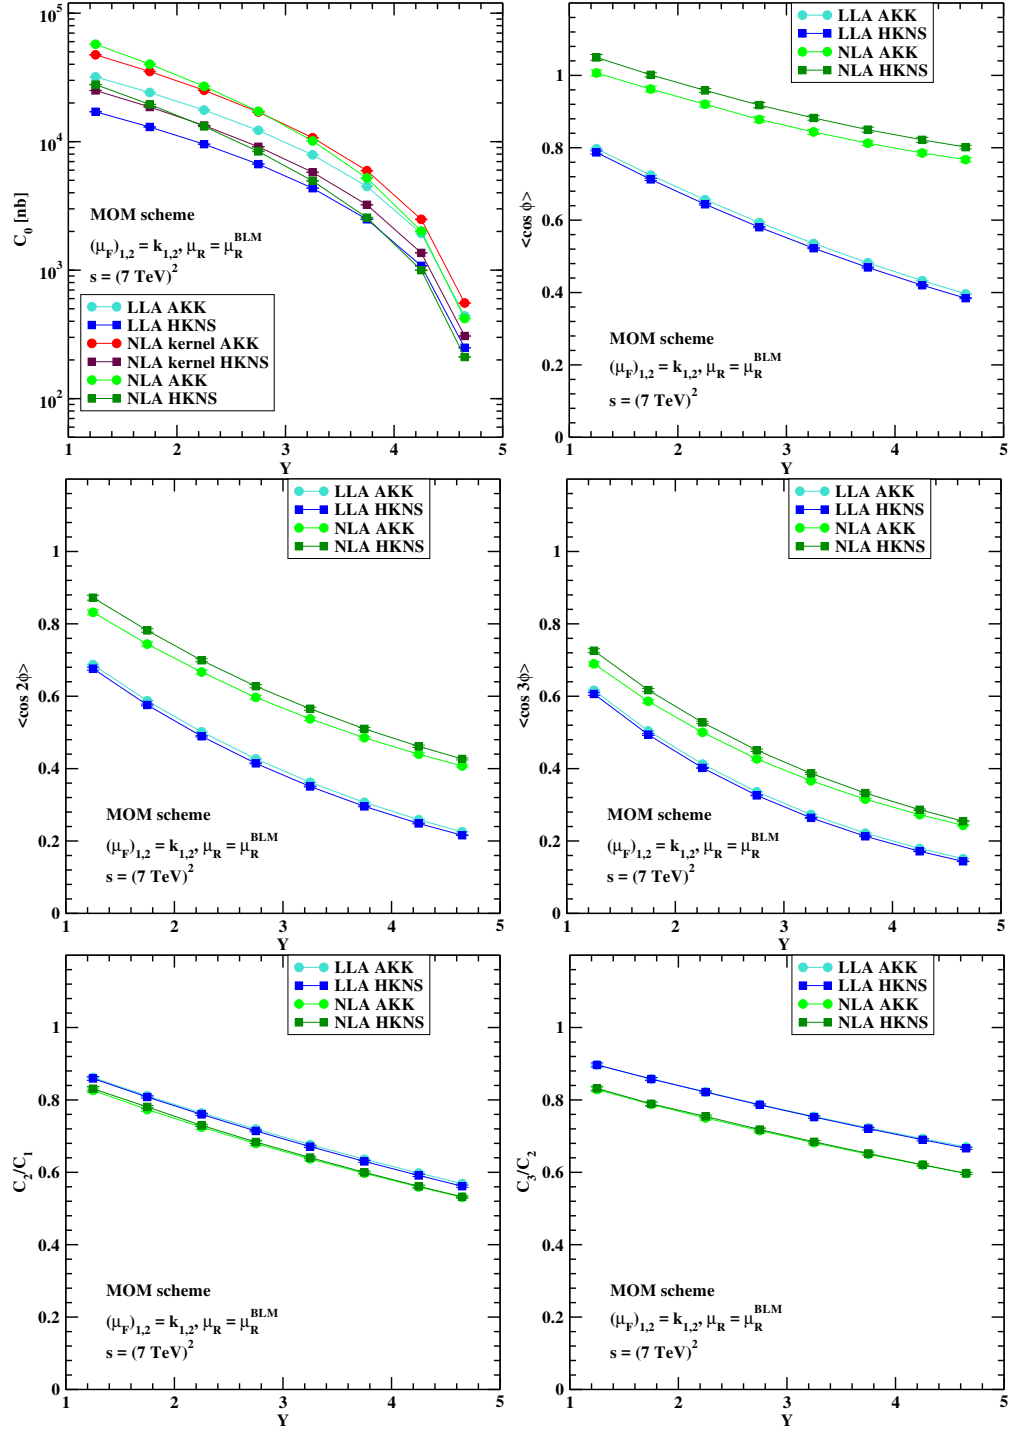 10^5
10^4
10^3
10^2
C_0 [nb]
MOM scheme
(μ_F)_{1,2} = k_{1,2}, μ_R = μ_R^{BLM}
s = (7 TeV)^2
LLA AKK
LLA HKNS
NLA kernel AKK
NLA kernel HKNS
NLA AKK
NLA HKNS
1 2 3 4 5
Y
LLA AKK
LLA HKNS
NLA AKK
NLA HKNS
1
0.8
0.6
0.4
0.2
0
<cos ϕ>
MOM scheme
(μ_F)_{1,2} = k_{1,2}, μ_R = μ_R^{BLM}
s = (7 TeV)^2
1 2 3 4 5
Y
LLA AKK
LLA HKNS
NLA AKK
NLA HKNS
1
0.8
0.6
0.4
0.2
0
<cos 2ϕ>
MOM scheme
(μ_F)_{1,2} = k_{1,2}, μ_R = μ_R^{BLM}
s = (7 TeV)^2
1 2 3 4 5
Y
LLA AKK
LLA HKNS
NLA AKK
NLA HKNS
1
0.8
0.6
0.4
0.2
0
<cos 3ϕ>
MOM scheme
(μ_F)_{1,2} = k_{1,2}, μ_R = μ_R^{BLM}
s = (7 TeV)^2
1 2 3 4 5
Y
LLA AKK
LLA HKNS
NLA AKK
NLA HKNS
1
0.8
0.6
0.4
0.2
0
C_2/C_1
MOM scheme
(μ_F)_{1,2} = k_{1,2}, μ_R = μ_R^{BLM}
s = (7 TeV)^2
1 2 3 4 5
Y
LLA AKK
LLA HKNS
NLA AKK
NLA HKNS
1
0.8
0.6
0.4
0.2
0
C_3/C_2
MOM scheme
(μ_F)_{1,2} = k_{1,2}, μ_R = μ_R^{BLM}
s = (7 TeV)^2
1 2 3 4 5
Y